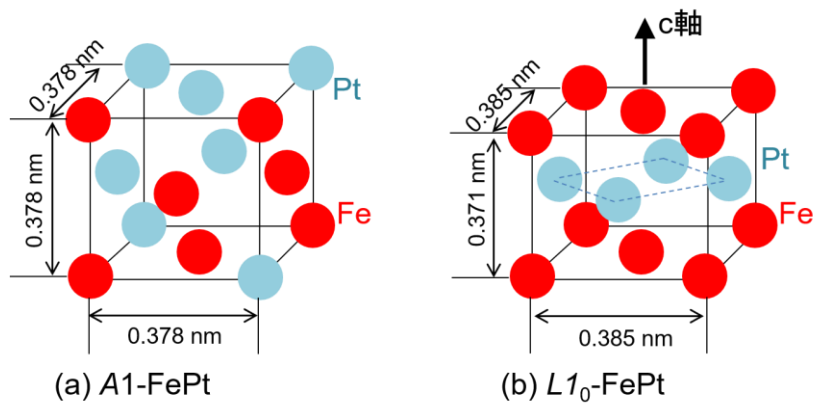 0.378 nm
Pt
0.378 nm
Fe
0.378 nm
(a) A1-FePt
c軸
0.385 nm
Pt
0.371 nm
Fe
0.385 nm
(b) L1₀-FePt